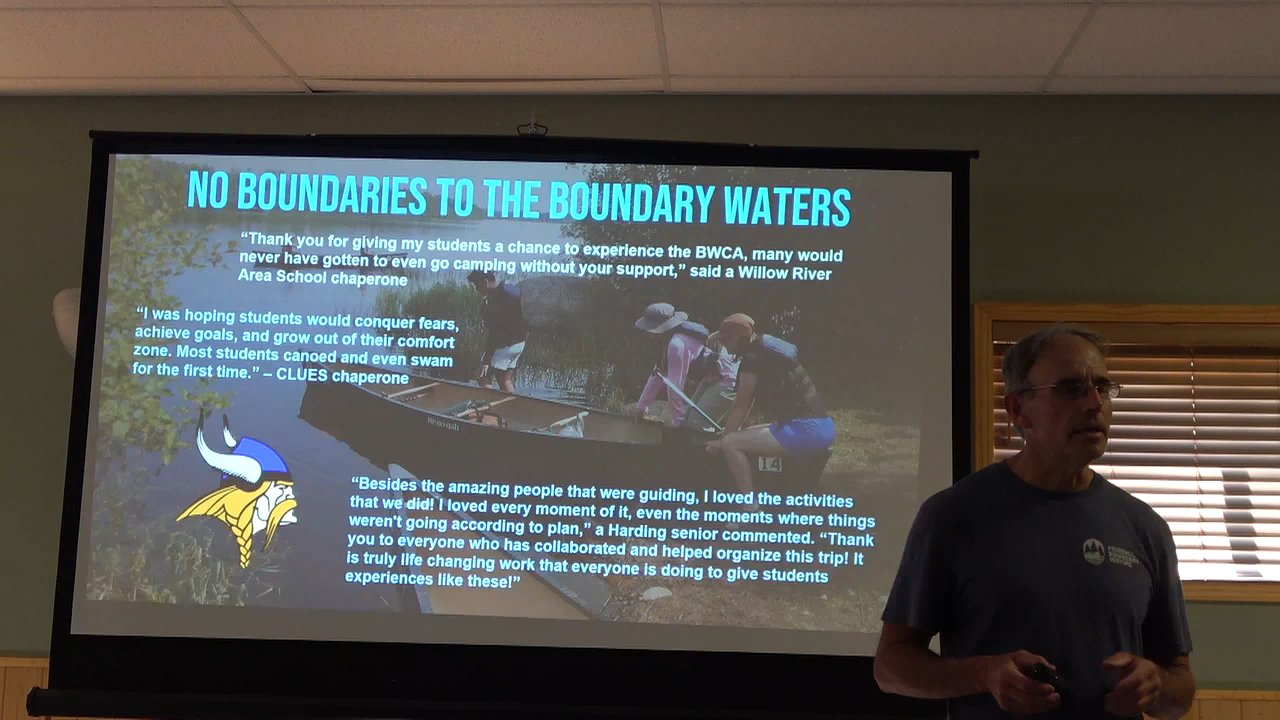 NO BOUNDARIES TO THE BOUNDARY WATERS
“Thank you for giving my students a chance to experience the BWCA, many would
never have gotten to even go camping without your support,” said a Willow River
Area School chaperone
“I was hoping students would conquer fears,
achieve goals, and grow out of their comfort
zone. Most students canoed and even swam
for the first time.” – CLUES chaperone
We-no-nah
14
“Besides the amazing people that were guiding, I loved the activities
that we did! I loved every moment of it, even the moments where things
weren't going according to plan,” a Harding senior commented. “Thank
you to everyone who has collaborated and helped organize this trip! It
is truly life changing work that everyone is doing to give students
experiences like these!”